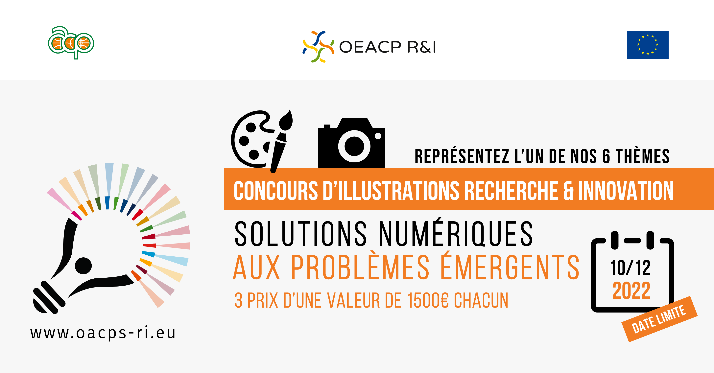 acp
OEACP R&I
REPRÉSENTEZ L'UN DE NOS 6 THÈMES
CONCOURS D'ILLUSTRATIONS RECHERCHE & INNOVATION
SOLUTIONS NUMÉRIQUES
AUX PROBLÈMES ÉMERGENTS
3 PRIX D'UNE VALEUR DE 1500€ CHACUN
10/12
2022
DATE LIMITE
www.oacps-ri.eu